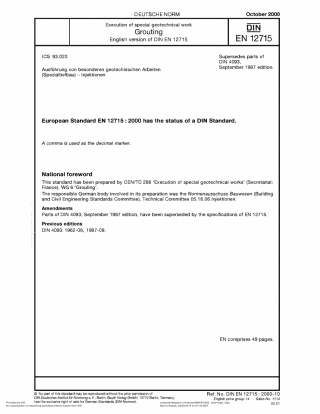 DEUTSCHE NORM
October 2000
Execution of special geotechnical work
Grouting
English version of DIN EN 12715
DIN
EN 12715
ICS 93.020
Ausführung von besonderen geotechnischen Arbeiten
(Spezialtiefbau) – Injektionen
Supersedes parts of
DIN 4093,
September 1987 edition.
European Standard EN 12715 : 2000 has the status of a DIN Standard.
A comma is used as the decimal marker.
National foreword
This standard has been prepared by CEN/TC 288 'Execution of special geotechnical works' (Secretariat:
France), WG 6 'Grouting'.
The responsible German body involved in its preparation was the Normenausschuss Bauwesen (Building
and Civil Engineering Standards Committee), Technical Committee 05.16.06 Injektionen.
Amendments
Parts of DIN 4093, September 1987 edition, have been superseded by the specifications of EN 12715.
Previous editions
DIN 4093: 1962-06, 1987-09.
EN comprises 49 pages.
© No part of this standard may be reproduced without the prior permission of
DIN Deutsches Institut für Normung e. V., Berlin. Beuth Verlag GmbH, 10772 Berlin, Germany,
has the exclusive right of sale for German Standards (DIN-Normen).
Ref. No. DIN EN 12715 : 2000-10
English price group 14 Sales No. 1114